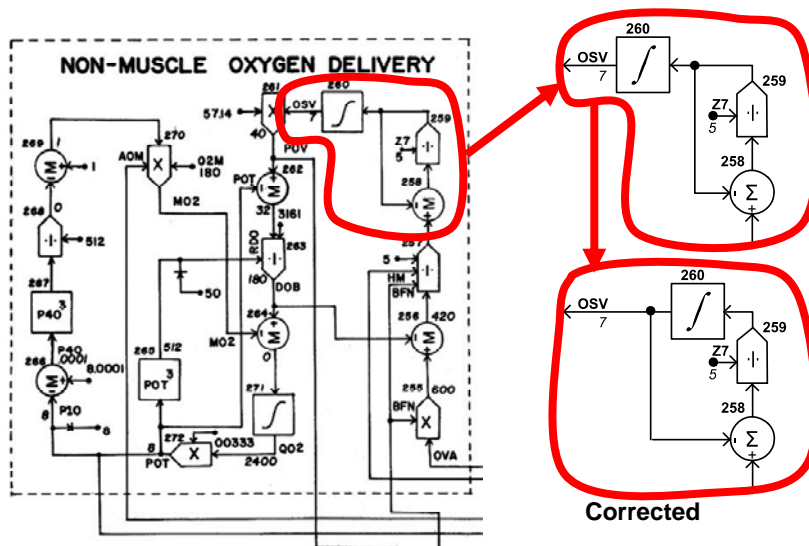 NON-MUSCLE OXYGEN DELIVERY
261
260
OSV
7
57.14
40
POV
259
Z7
5
÷
258
M
269
1
M
1
270
AOM
X
O2M
180
MO2
POT
262
M
32
3161
268
0
÷
512
RDO
263
÷
180
DOB
257
5
HM
BFN
÷
267
P40³
50
264
M
0
MO2
256
420
M
P40
.0001
266
M
8.0001
8
P10
6
265
512
POT³
271
∫
QO2
2400
255
600
BFN
X
OVA
272
.00333
X
8
POT
260
OSV
7
∫
259
Z7
5
÷
258
Σ
260
OSV
7
∫
259
Z7
5
÷
258
Σ
Corrected